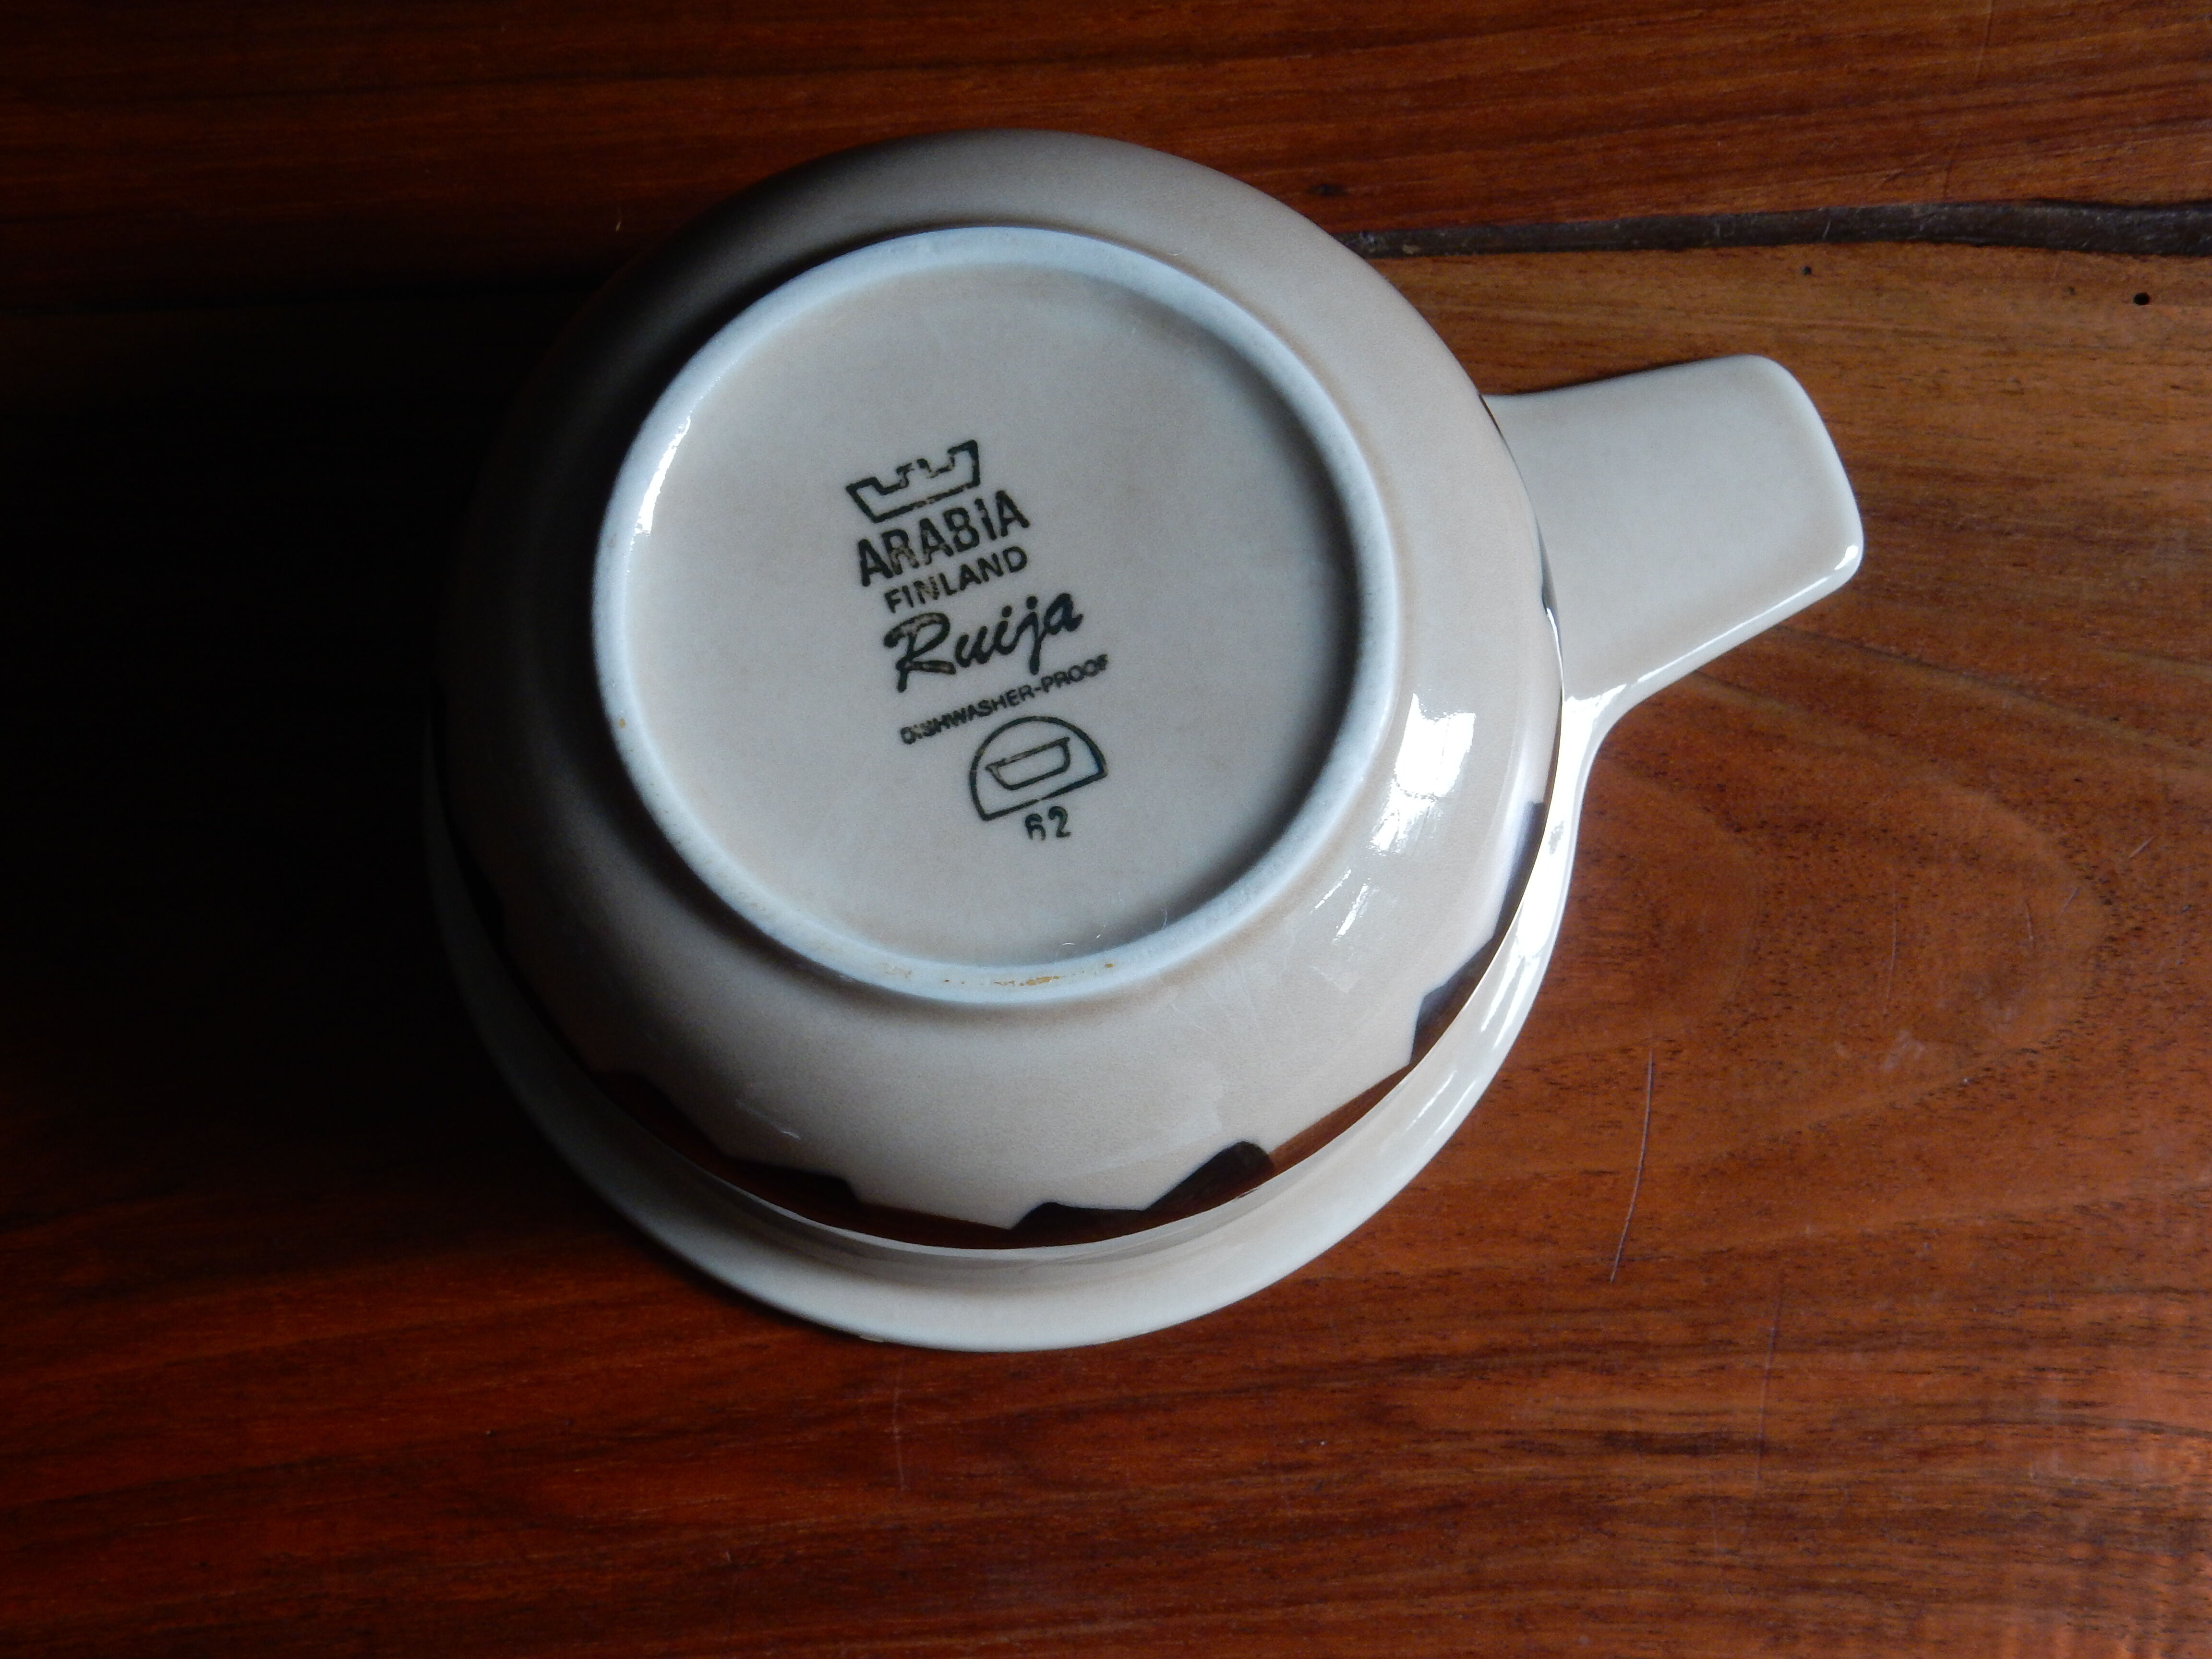 ARABIA
FINLAND
Ruija
DISHWASHER-PROOF
62